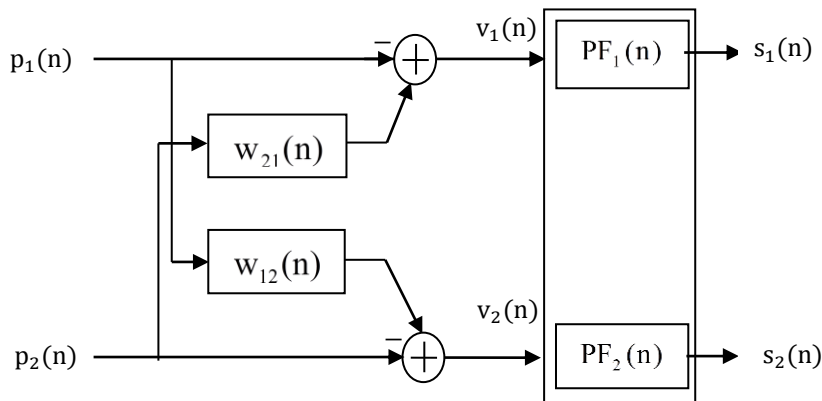 p₁(n)
−
+
v₁(n)
PF₁(n)
s₁(n)
w₂₁(n)
w₁₂(n)
p₂(n)
−
+
v₂(n)
PF₂(n)
s₂(n)